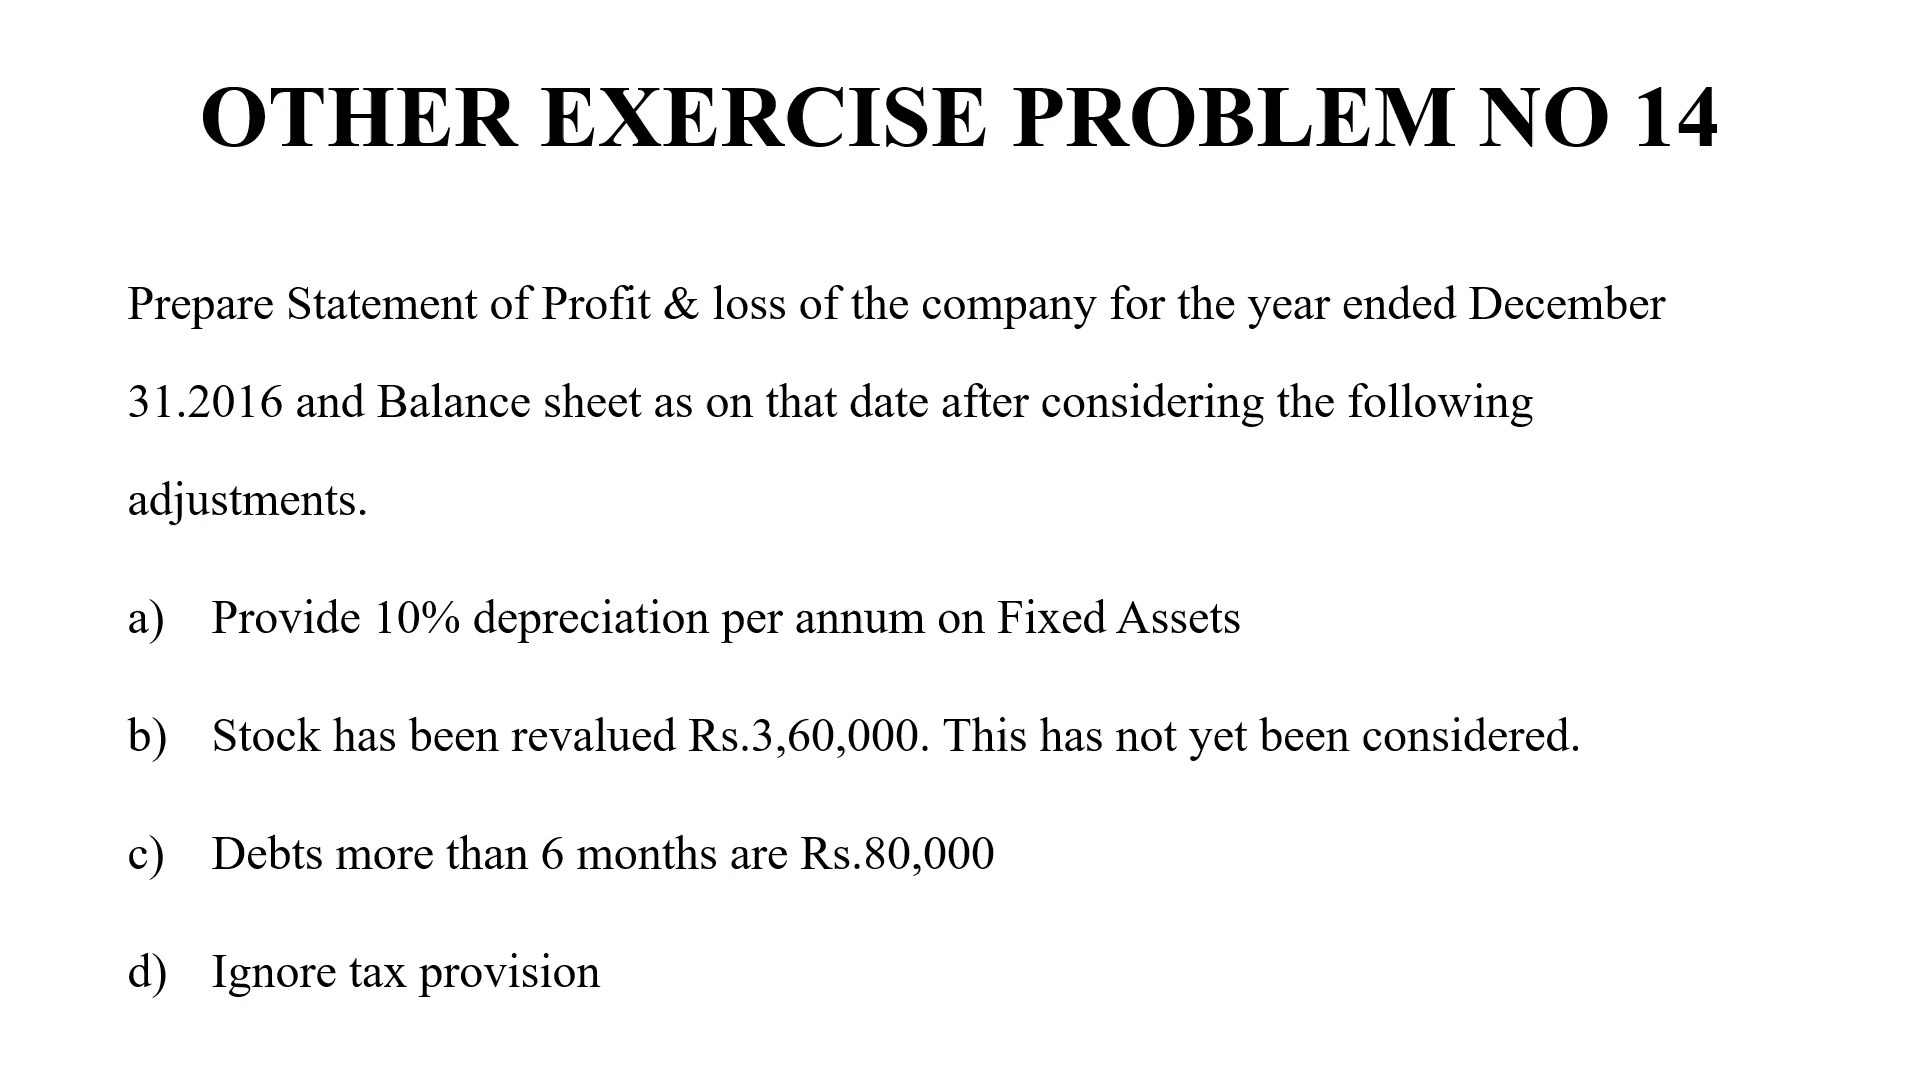 OTHER EXERCISE PROBLEM NO 14
Prepare Statement of Profit & loss of the company for the year ended December
31.2016 and Balance sheet as on that date after considering the following
adjustments.
a) Provide 10% depreciation per annum on Fixed Assets
b) Stock has been revalued Rs.3,60,000. This has not yet been considered.
c) Debts more than 6 months are Rs.80,000
d) Ignore tax provision